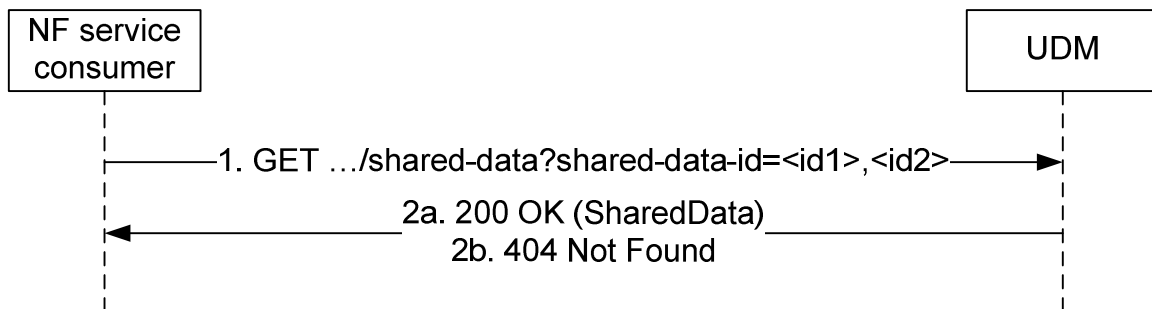 NF service
consumer
UDM
1. GET …/shared-data?shared-data-id=<id1>,<id2>
2a. 200 OK (SharedData)
2b. 404 Not Found